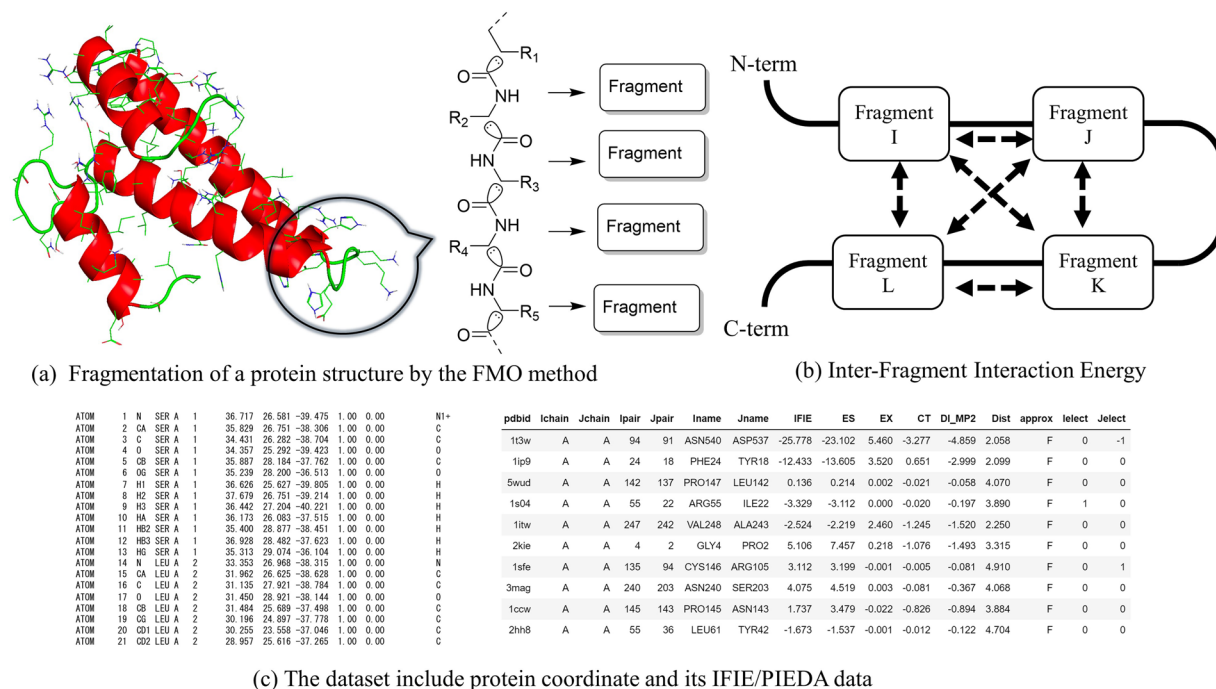 R1
O
NH
R2
O
NH
R3
O
NH
R4
O
NH
R5
O
Fragment
Fragment
Fragment
Fragment
(a) Fragmentation of a protein structure by the FMO method
N-term
Fragment
I
Fragment
J
Fragment
L
Fragment
K
C-term
(b) Inter-Fragment Interaction Energy
ATOM 1 N SER A 1 36.717 26.581 -39.475 1.00 0.00 N1+
ATOM 2 CA SER A 1 35.829 26.751 -38.306 1.00 0.00 C
ATOM 3 C SER A 1 34.431 26.282 -38.704 1.00 0.00 C
ATOM 4 O SER A 1 34.357 25.292 -39.423 1.00 0.00 O
ATOM 5 CB SER A 1 35.887 28.184 -37.762 1.00 0.00 C
ATOM 6 OG SER A 1 35.239 28.200 -36.513 1.00 0.00 O
ATOM 7 H1 SER A 1 36.626 25.627 -39.805 1.00 0.00 H
ATOM 8 H2 SER A 1 37.679 26.751 -39.214 1.00 0.00 H
ATOM 9 H3 SER A 1 36.442 27.204 -40.221 1.00 0.00 H
ATOM 10 HA SER A 1 36.173 26.083 -37.515 1.00 0.00 H
ATOM 11 HB2 SER A 1 35.400 28.877 -38.451 1.00 0.00 H
ATOM 12 HB3 SER A 1 36.928 28.482 -37.623 1.00 0.00 H
ATOM 13 HG SER A 1 35.313 29.074 -36.104 1.00 0.00 H
ATOM 14 N LEU A 2 33.353 26.968 -38.315 1.00 0.00 N
ATOM 15 CA LEU A 2 31.962 26.625 -38.628 1.00 0.00 C
ATOM 16 C LEU A 2 31.135 27.921 -38.784 1.00 0.00 C
ATOM 17 O LEU A 2 31.450 28.921 -38.144 1.00 0.00 O
ATOM 18 CB LEU A 2 31.484 25.689 -37.498 1.00 0.00 C
ATOM 19 CG LEU A 2 30.196 24.897 -37.778 1.00 0.00 C
ATOM 20 CD1 LEU A 2 30.255 23.558 -37.046 1.00 0.00 C
ATOM 21 CD2 LEU A 2 28.957 25.616 -37.265 1.00 0.00 C
pdbid Ichain Jchain Ipair Jpair Iname Jname IFIE ES EX CT DI_MP2 Dist approx Ielect Jelect
1t3w A A 94 91 ASN540 ASP537 -25.778 -23.102 5.460 -3.277 -4.859 2.058 F 0 -1
1ip9 A A 24 18 PHE24 TYR18 -12.433 -13.605 3.520 0.651 -2.999 2.099 F 0 0
5wud A A 142 137 PRO147 LEU142 0.136 0.214 0.002 -0.021 -0.058 4.070 F 0 0
1s04 A A 55 22 ARG55 ILE22 -3.329 -3.112 0.000 -0.020 -0.197 3.890 F 1 0
1itw A A 247 242 VAL248 ALA243 -2.524 -2.219 2.460 -1.245 -1.520 2.250 F 0 0
2kie A A 4 2 GLY4 PRO2 5.106 7.457 0.218 -1.076 -1.493 3.315 F 0 0
1sfe A A 135 94 CYS146 ARG105 3.112 3.199 -0.001 -0.005 -0.081 4.910 F 0 1
3mag A A 240 203 ASN240 SER203 4.075 4.519 0.003 -0.081 -0.367 4.068 F 0 0
1ccw A A 145 143 PRO145 ASN143 1.737 3.479 -0.022 -0.826 -0.894 3.884 F 0 0
2hh8 A A 55 36 LEU61 TYR42 -1.673 -1.537 -0.001 -0.012 -0.122 4.704 F 0 0
(c) The dataset include protein coordinate and its IFIE/PIEDA data